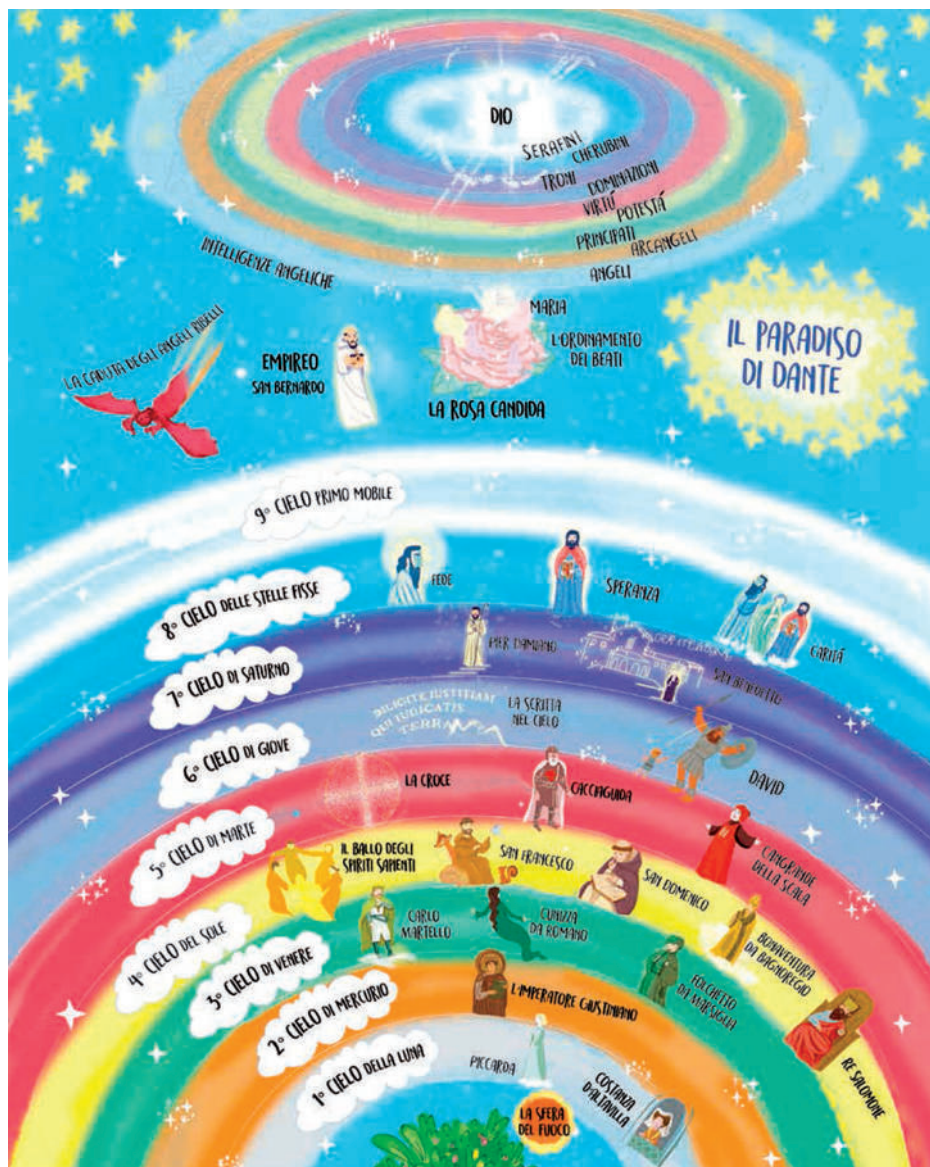 DIO
SERAFINI
CHERUBINI
TRONI
DOMINAZIONI
VIRTÚ
POTESTÁ
PRINCIPATI
ARCANGELI
ANGELI
INTELLIGENZE ANGELICHE
MARIA
L'ORDINAMENTO
DEI BEATI
LA ROSA CANDIDA
EMPIREO
SAN BERNARDO
LA CADUTA DEGLI ANGELI RIBELLI
IL PARADISO
DI DANTE
9° CIELO PRIMO MOBILE
8° CIELO DELLE STELLE FISSE
FEDE
SPERANZA
CARITÁ
7° CIELO DI SATURNO
PIER DAMIANO
SAN BENEDETTO
6° CIELO DI GIOVE
DILIGITE IUSTITIAM
QUI IUDICATIS
TERRAM
LA SCRITTA
NEL CIELO
DAVID
5° CIELO DI MARTE
LA CROCE
CACCIAGUIDA
CANGRANDE
DELLA SCALA
4° CIELO DEL SOLE
IL BALLO DEGLI
SPIRITI SAPIENTI
SAN FRANCESCO
SAN DOMENICO
BONAVENTURA
DA BAGNOREGIO
RE SALOMONE
3° CIELO DI VENERE
CARLO
MARTELLO
CUNIZZA
DA ROMANO
FOLCHETTO
DA MARSIGLIA
2° CIELO DI MERCURIO
L'IMPERATORE GIUSTINIANO
1° CIELO DELLA LUNA
PICCARDA
COSTANZA
D'ALTAVILLA
LA SFERA
DEL FUOCO